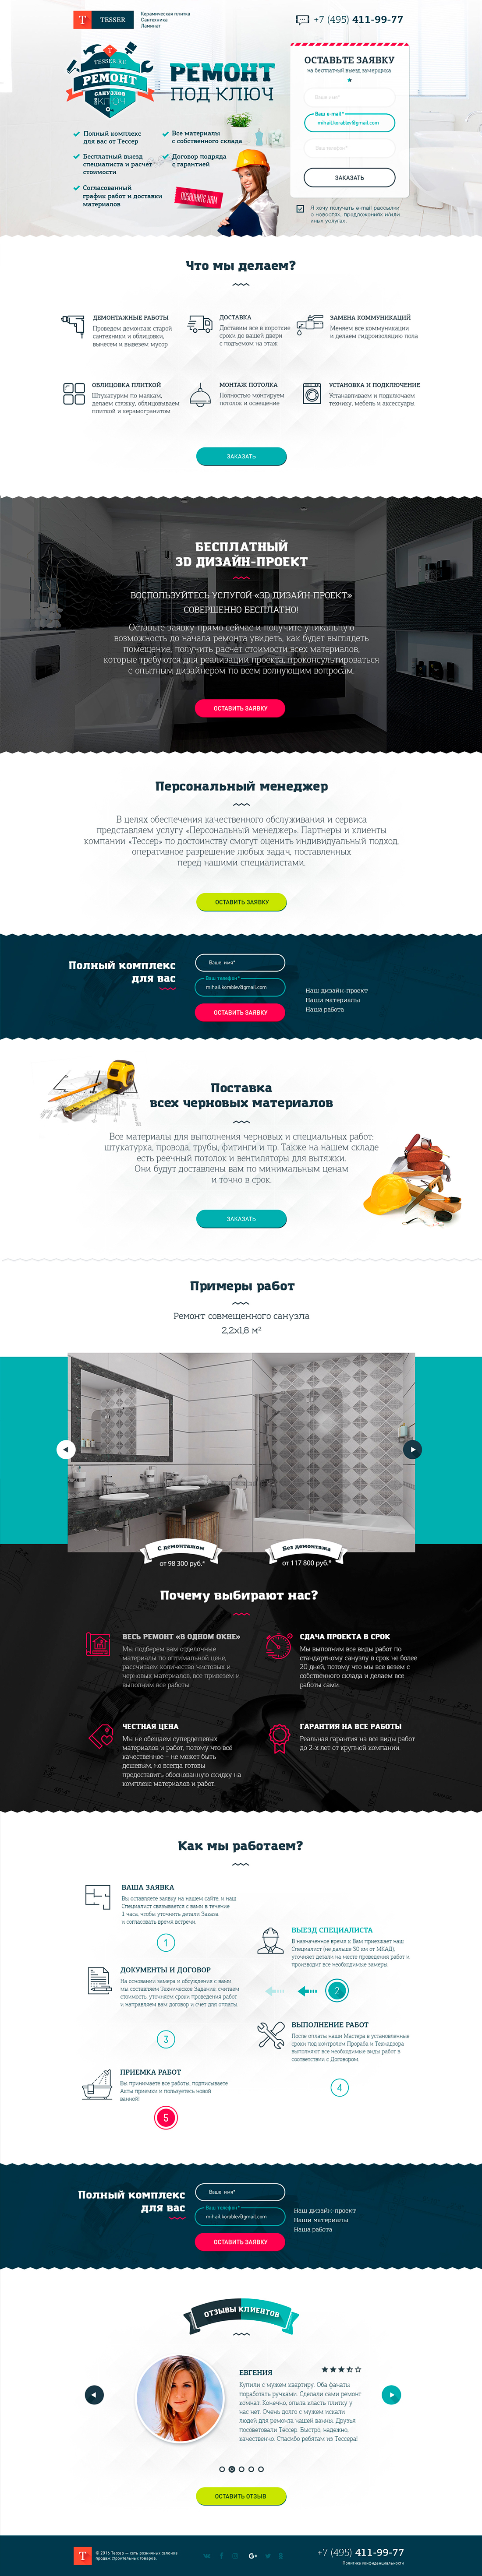 T TESSER
Керамическая плитка
Сантехника
Ламинат
+7 (495) 411-99-77
TESSER.RU
РЕМОНТ
САНУЗЛОВ
ПОД КЛЮЧ
РЕМОНТ
ПОД КЛЮЧ
Полный комплекс
для вас от Тессер
Бесплатный выезд
специалиста и расчет
стоимости
Согласованный
график работ и доставки
материалов
Все материалы
с собственного склада
Договор подряда
с гарантией
ПОЗВОНИТЕ НАМ
ОСТАВЬТЕ ЗАЯВКУ
на бесплатный выезд замерщика
Ваше имя*
Ваш e-mail*
mihail.korablev@gmail.com
Ваш телефон*
ЗАКАЗАТЬ
Я хочу получать e-mail рассылки
о новостях, предложениях и/или
иных услугах.
Что мы делаем?
ДЕМОНТАЖНЫЕ РАБОТЫ
Проведем демонтаж старой
сантехники и облицовки,
вынесем и вывезем мусор
ДОСТАВКА
Доставим все в короткие
сроки до вашей двери
с подъемом на этаж
ЗАМЕНА КОММУНИКАЦИЙ
Меняем все коммуникации
и делаем гидроизоляцию пола
ОБЛИЦОВКА ПЛИТКОЙ
Штукатурим по маякам,
делаем стяжку, облицовываем
плиткой и керамогранитом
МОНТАЖ ПОТОЛКА
Полностью монтируем
потолок и освещение
УСТАНОВКА И ПОДКЛЮЧЕНИЕ
Устанавливаем и подключаем
технику, мебель и аксессуары
ЗАКАЗАТЬ
БЕСПЛАТНЫЙ
3D ДИЗАЙН-ПРОЕКТ
ВОСПОЛЬЗУЙТЕСЬ УСЛУГОЙ «3D ДИЗАЙН-ПРОЕКТ»
СОВЕРШЕННО БЕСПЛАТНО!
Оставьте заявку прямо сейчас и получите уникальную
возможность до начала ремонта увидеть, как будет выглядеть
помещение, получить расчет стоимости всех материалов,
которые требуются для реализации проекта, проконсультироваться
с опытным дизайнером по всем волнующим вопросам.
ОСТАВИТЬ ЗАЯВКУ
Персональный менеджер
В целях обеспечения качественного обслуживания и сервиса
представляем услугу «Персональный менеджер». Партнеры и клиенты
компании «Тессер» по достоинству смогут оценить индивидуальный подход,
оперативное разрешение любых задач, поставленных
перед нашими специалистами.
ОСТАВИТЬ ЗАЯВКУ
Полный комплекс
для вас
Ваше имя*
Ваш телефон*
mihail.korablev@gmail.com
ОСТАВИТЬ ЗАЯВКУ
Наш дизайн-проект
Наши материалы
Наша работа
Поставка
всех черновых материалов
Все материалы для выполнения черновых и специальных работ:
штукатурка, провода, трубы, фитинги и пр. Также на нашем складе
есть реечный потолок и вентиляторы для вытяжки.
Они будут доставлены вам по минимальным ценам
и точно в срок.
ЗАКАЗАТЬ
Примеры работ
Ремонт совмещенного санузла
2,2х1,8 м²
С демонтажом
от 98 300 руб.*
Без демонтажа
от 117 800 руб.*
Почему выбирают нас?
ВЕСЬ РЕМОНТ «В ОДНОМ ОКНЕ»
Мы подберем вам отделочные
материалы по оптимальной цене,
рассчитаем количество чистовых и
черновых материалов, все привезем и
выполним все работы.
СДАЧА ПРОЕКТА В СРОК
Мы выполним все виды работ по
стандартному санузлу в срок не более
20 дней, потому что мы все везем с
собственного склада и делаем все
работы сами.
ЧЕСТНАЯ ЦЕНА
Мы не обещаем супердешевых
материалов и работ, потому что всё
качественное – не может быть
дешевым, но всегда готовы
предоставить обоснованную скидку на
комплекс материалов и работ.
ГАРАНТИЯ НА ВСЕ РАБОТЫ
Реальная гарантия на все виды работ
до 2-х лет от крупной компании.
Как мы работаем?
ВАША ЗАЯВКА
Вы оставляете заявку на нашем сайте, и наш
Специалист связывается с вами в течение
1 часа, чтобы уточнить детали Заказа
и согласовать время встречи.
1
ВЫЕЗД СПЕЦИАЛИСТА
В назначенное время к Вам приезжает наш
Специалист (не дальше 30 км от МКАД),
уточняет детали на месте проведения работ и
производит все необходимые замеры.
2
ДОКУМЕНТЫ И ДОГОВОР
На основании замера и обсуждения с вами,
мы составляем Техническое Задание, считаем
стоимость, уточняем сроки проведения работ
и направляем вам договор и счет для оплаты.
3
ВЫПОЛНЕНИЕ РАБОТ
После оплаты наши Мастера в установленные
сроки под контролем Прораба и Технадзора
выполняют все необходимые виды работ в
соответствии с Договором.
4
ПРИЕМКА РАБОТ
Вы принимаете все работы, подписываете
Акты приемки и пользуетесь новой
ванной!
5
Полный комплекс
для вас
Ваше имя*
Ваш телефон*
mihail.korablev@gmail.com
ОСТАВИТЬ ЗАЯВКУ
Наш дизайн-проект
Наши материалы
Наша работа
ОТЗЫВЫ КЛИЕНТОВ
ЕВГЕНИЯ
Купили с мужем квартиру. Оба фанаты
поработать ручками. Сделали сами ремонт
комнат. Конечно, опыта класть плитку у
нас нет. Очень долго с мужем искали
людей для ремонта нашей ванны. Друзья
посоветовали Тессер. Быстро, надежно,
качественно. Спасибо ребятам из Тессера!
ОСТАВИТЬ ОТЗЫВ
T
© 2016 Тессер — сеть розничных салонов
продаж строительных товаров.
G+
+7 (495) 411-99-77
Политика конфиденциальности